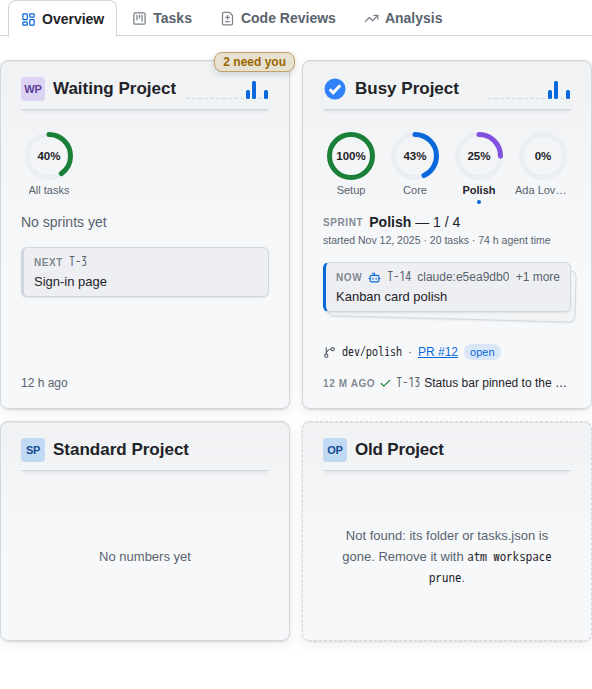 Overview
Tasks
Code Reviews
Analysis
2 need you
WP
Waiting Project
40%
All tasks
No sprints yet
NEXT T-3
Sign-in page
12 h ago
Busy Project
100%
43%
25%
0%
Setup
Core
Polish
Ada Lov…
SPRINT Polish — 1 / 4
started Nov 12, 2025 · 20 tasks · 74 h agent time
NOW T-14 claude:e5ea9db0 +1 more
Kanban card polish
dev/polish · PR #12 open
12 M AGO T-13 Status bar pinned to the …
SP
Standard Project
No numbers yet
OP
Old Project
Not found: its folder or tasks.json is
gone. Remove it with atm workspace
prune.